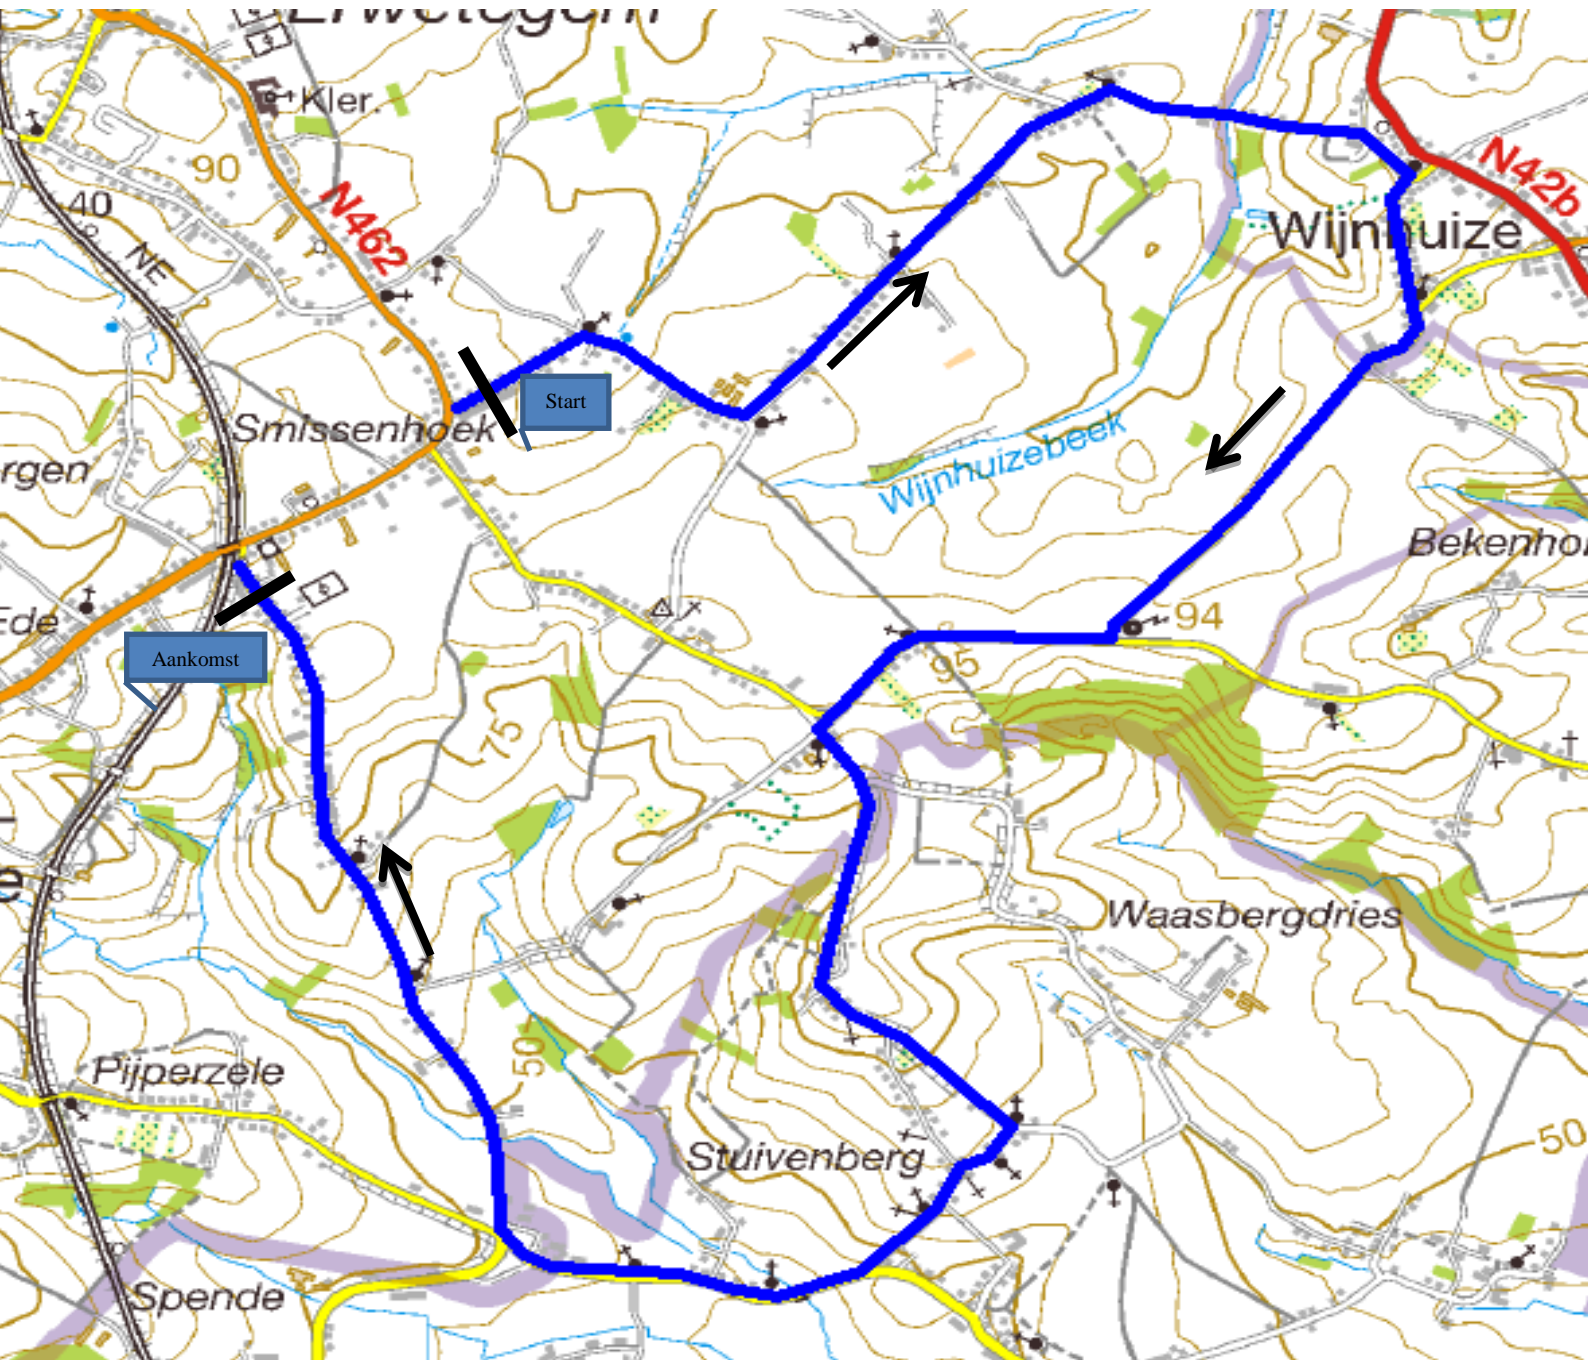 Erwetegem
Kler.
90
N462
40
NE
N42b
Wijnhuize
Start
Smissenhoek
rgen
Wijnhuizebeek
Bekenho
Ede
94
Aankomst
95
75
Waasbergdries
50
Pijperzele
Stuivenberg
50
Spende